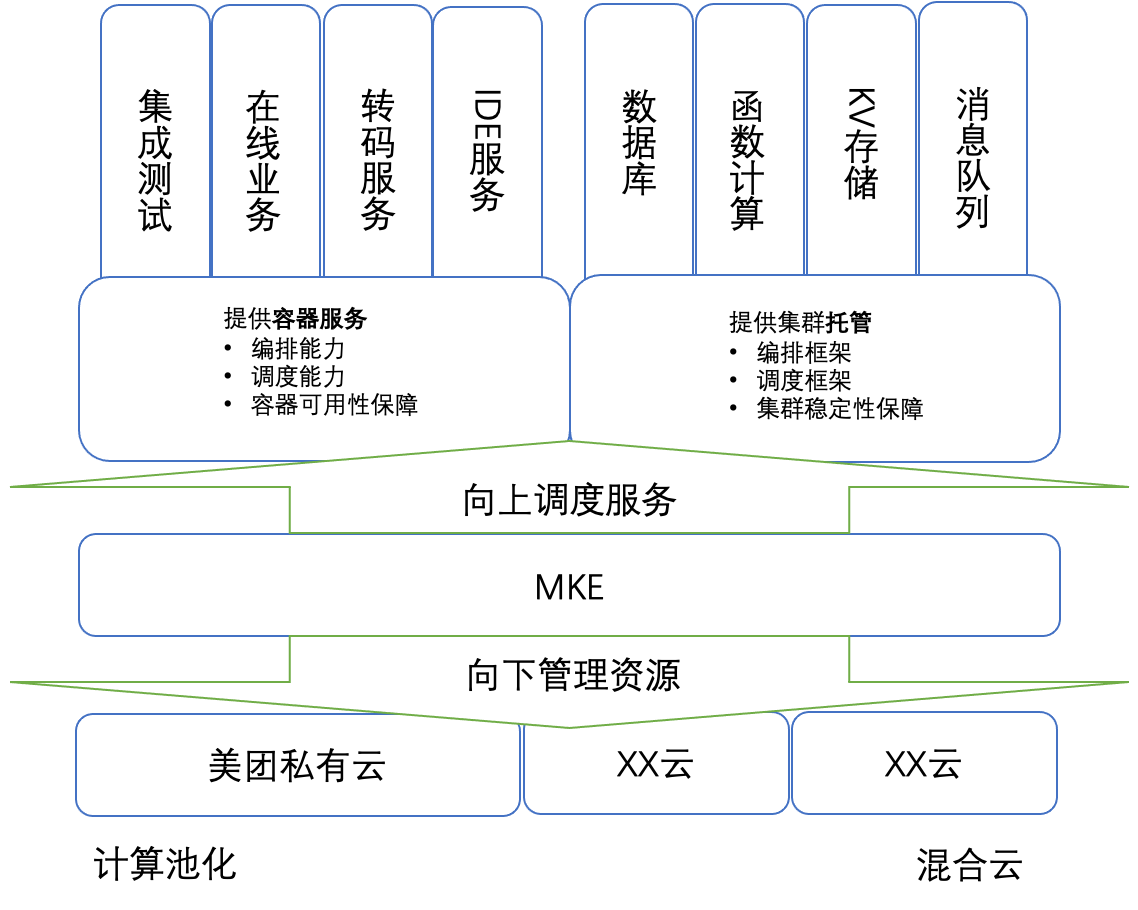 集成测试
在线业务
转码服务
IDE服务
数据库
函数计算
KV存储
消息队列
提供容器服务
• 编排能力
• 调度能力
• 容器可用性保障
提供集群托管
• 编排框架
• 调度框架
• 集群稳定性保障
向上调度服务
MKE
向下管理资源
美团私有云
XX云
XX云
计算池化
混合云